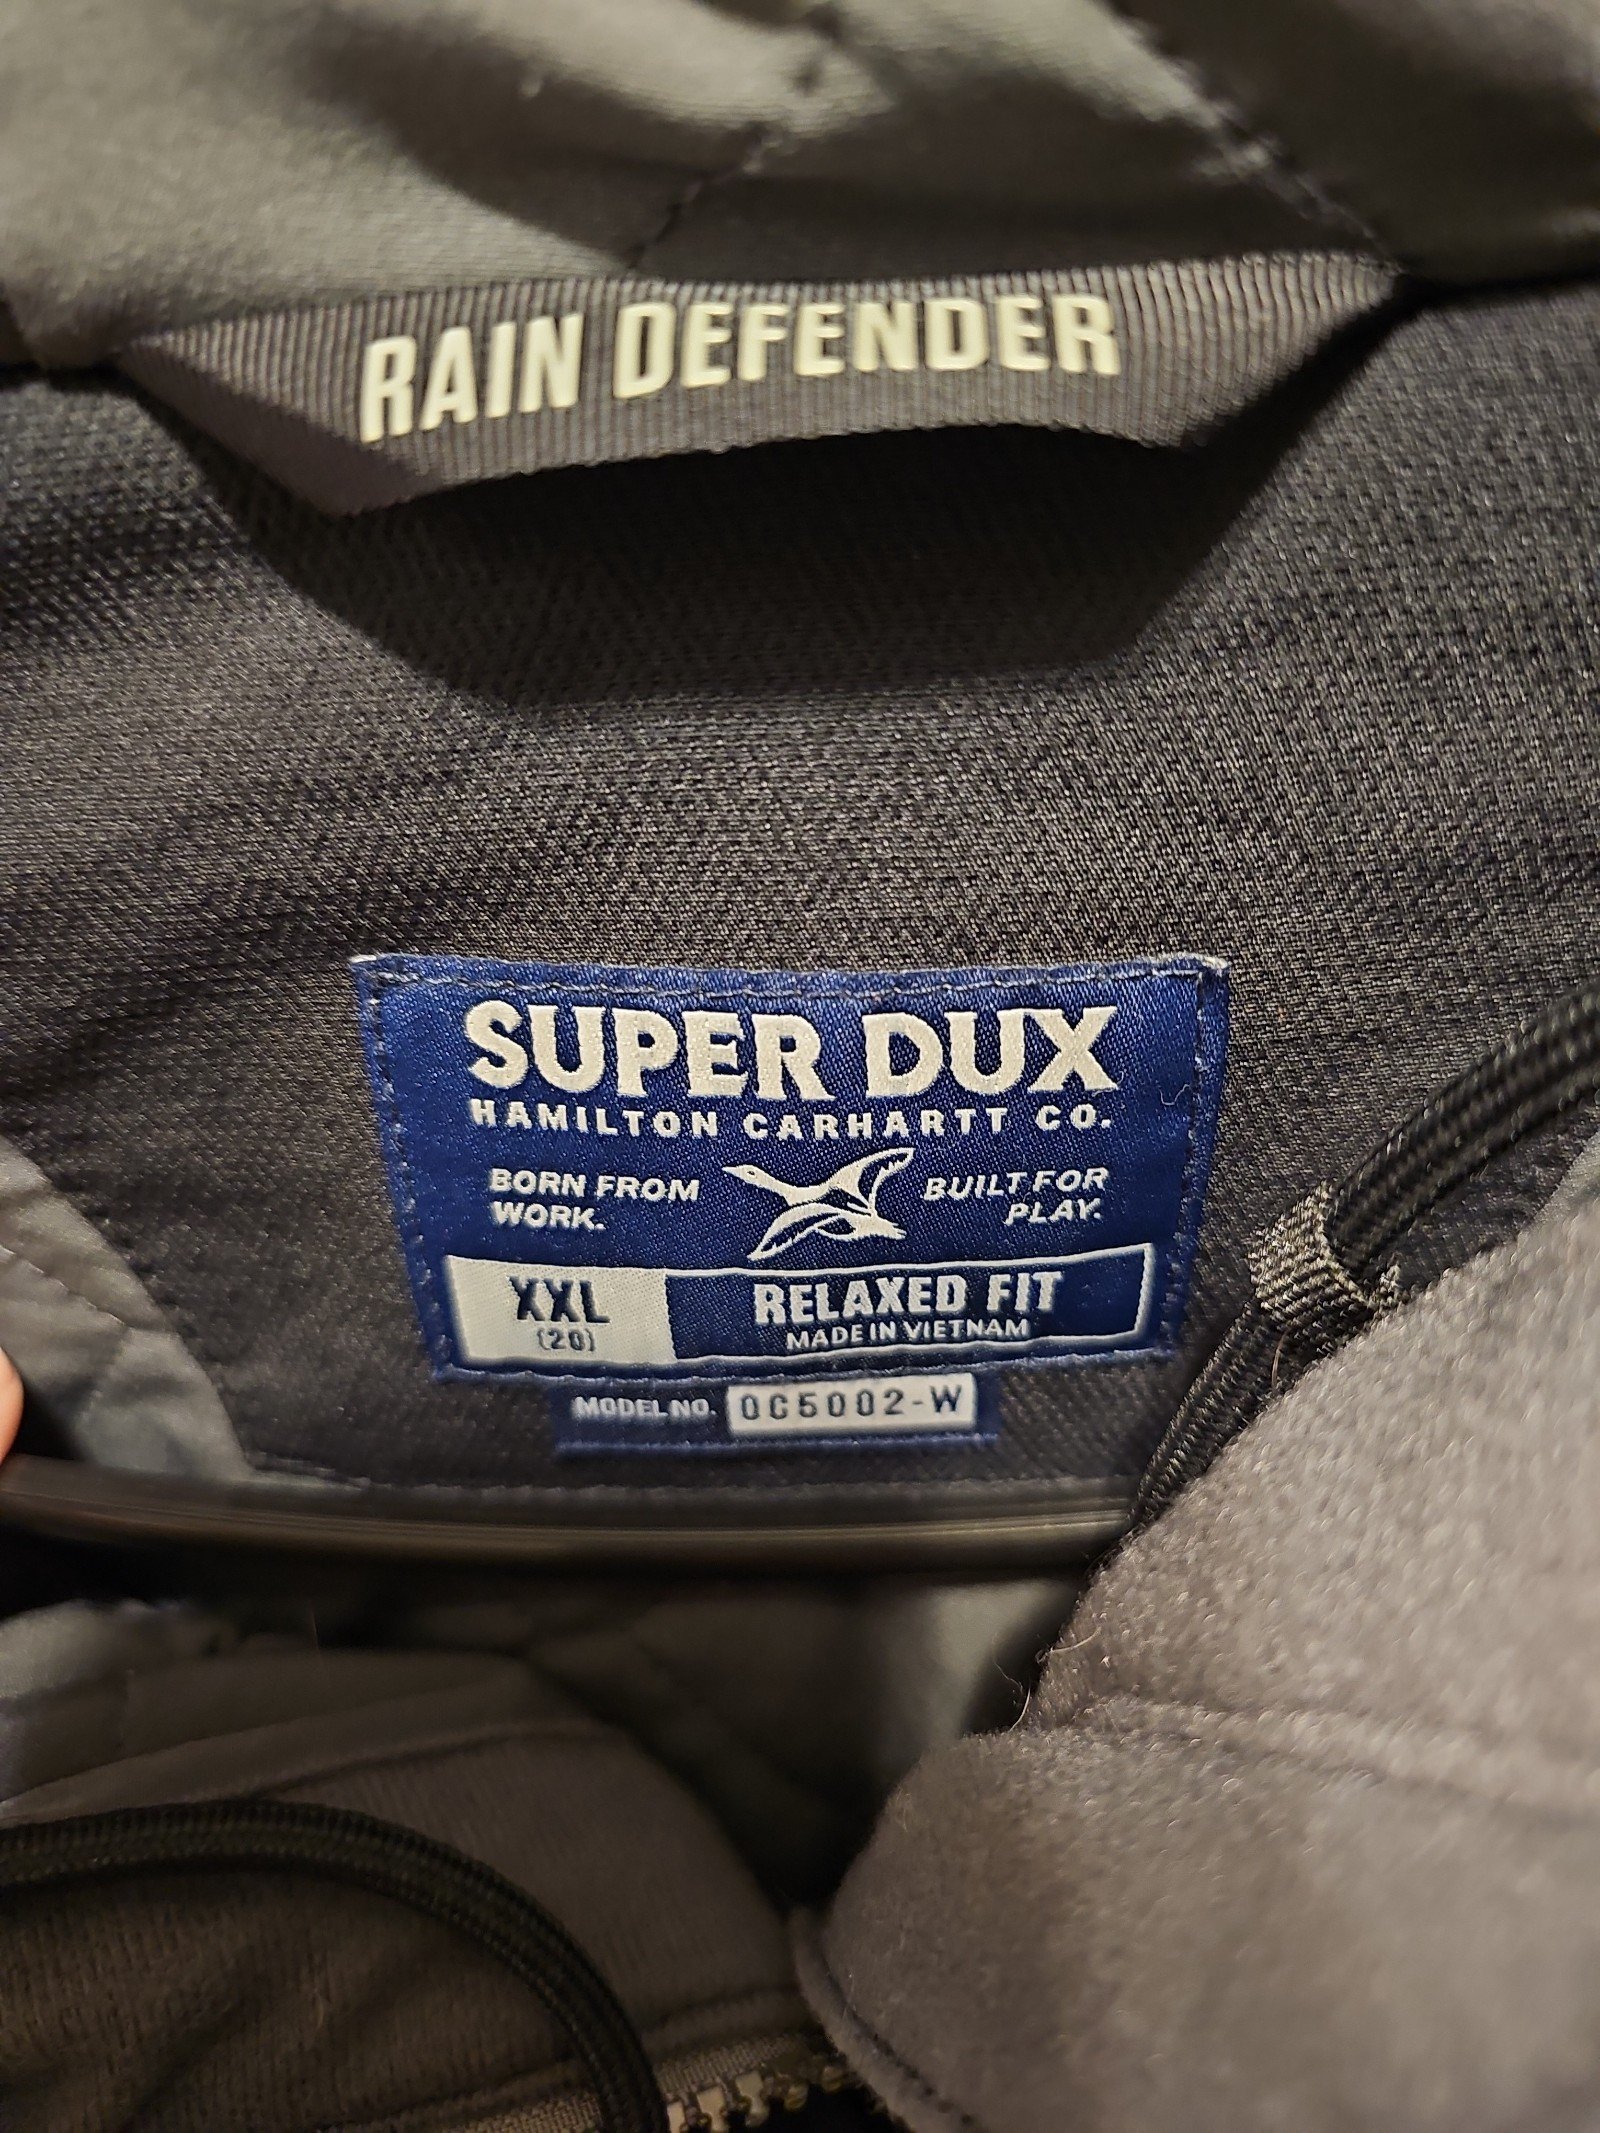 RAIN DEFENDER
SUPER DUX
HAMILTON CARHARTT CO.
BORN FROM
WORK.
BUILT FOR
PLAY.
XXL
(20)
RELAXED FIT
MADE IN VIETNAM
MODEL NO. OC5002-W